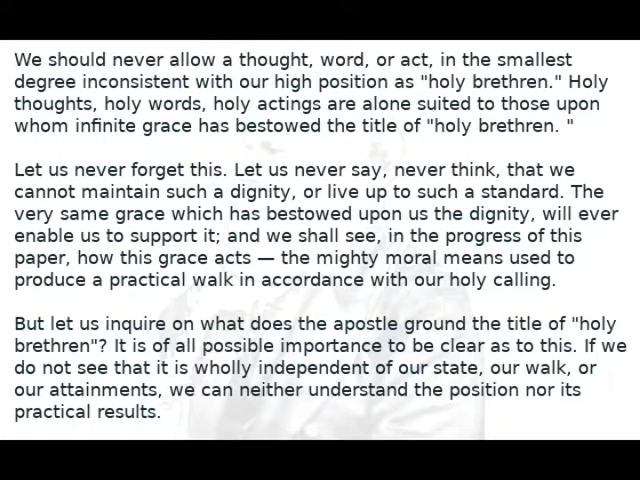 We should never allow a thought, word, or act, in the smallest
degree inconsistent with our high position as "holy brethren." Holy
thoughts, holy words, holy actings are alone suited to those upon
whom infinite grace has bestowed the title of "holy brethren. "
Let us never forget this. Let us never say, never think, that we
cannot maintain such a dignity, or live up to such a standard. The
very same grace which has bestowed upon us the dignity, will ever
enable us to support it; and we shall see, in the progress of this
paper, how this grace acts — the mighty moral means used to
produce a practical walk in accordance with our holy calling.
But let us inquire on what does the apostle ground the title of "holy
brethren"? It is of all possible importance to be clear as to this. If we
do not see that it is wholly independent of our state, our walk, or
our attainments, we can neither understand the position nor its
practical results.